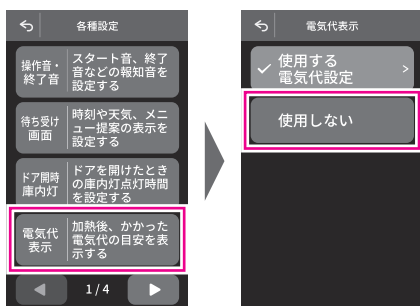 各種設定
操作音・
終了音
スタート音、終了
音などの報知音を
設定する
待ち受け
画面
時刻や天気、メニ
ュー提案の表示を
設定する
ドア開時
庫内灯
ドアを開けたとき
の庫内灯点灯時間
を設定する
電気代
表示
加熱後、かかった
電気代の目安を表
示する
1/4
電気代表示
使用する
電気代設定
使用しない